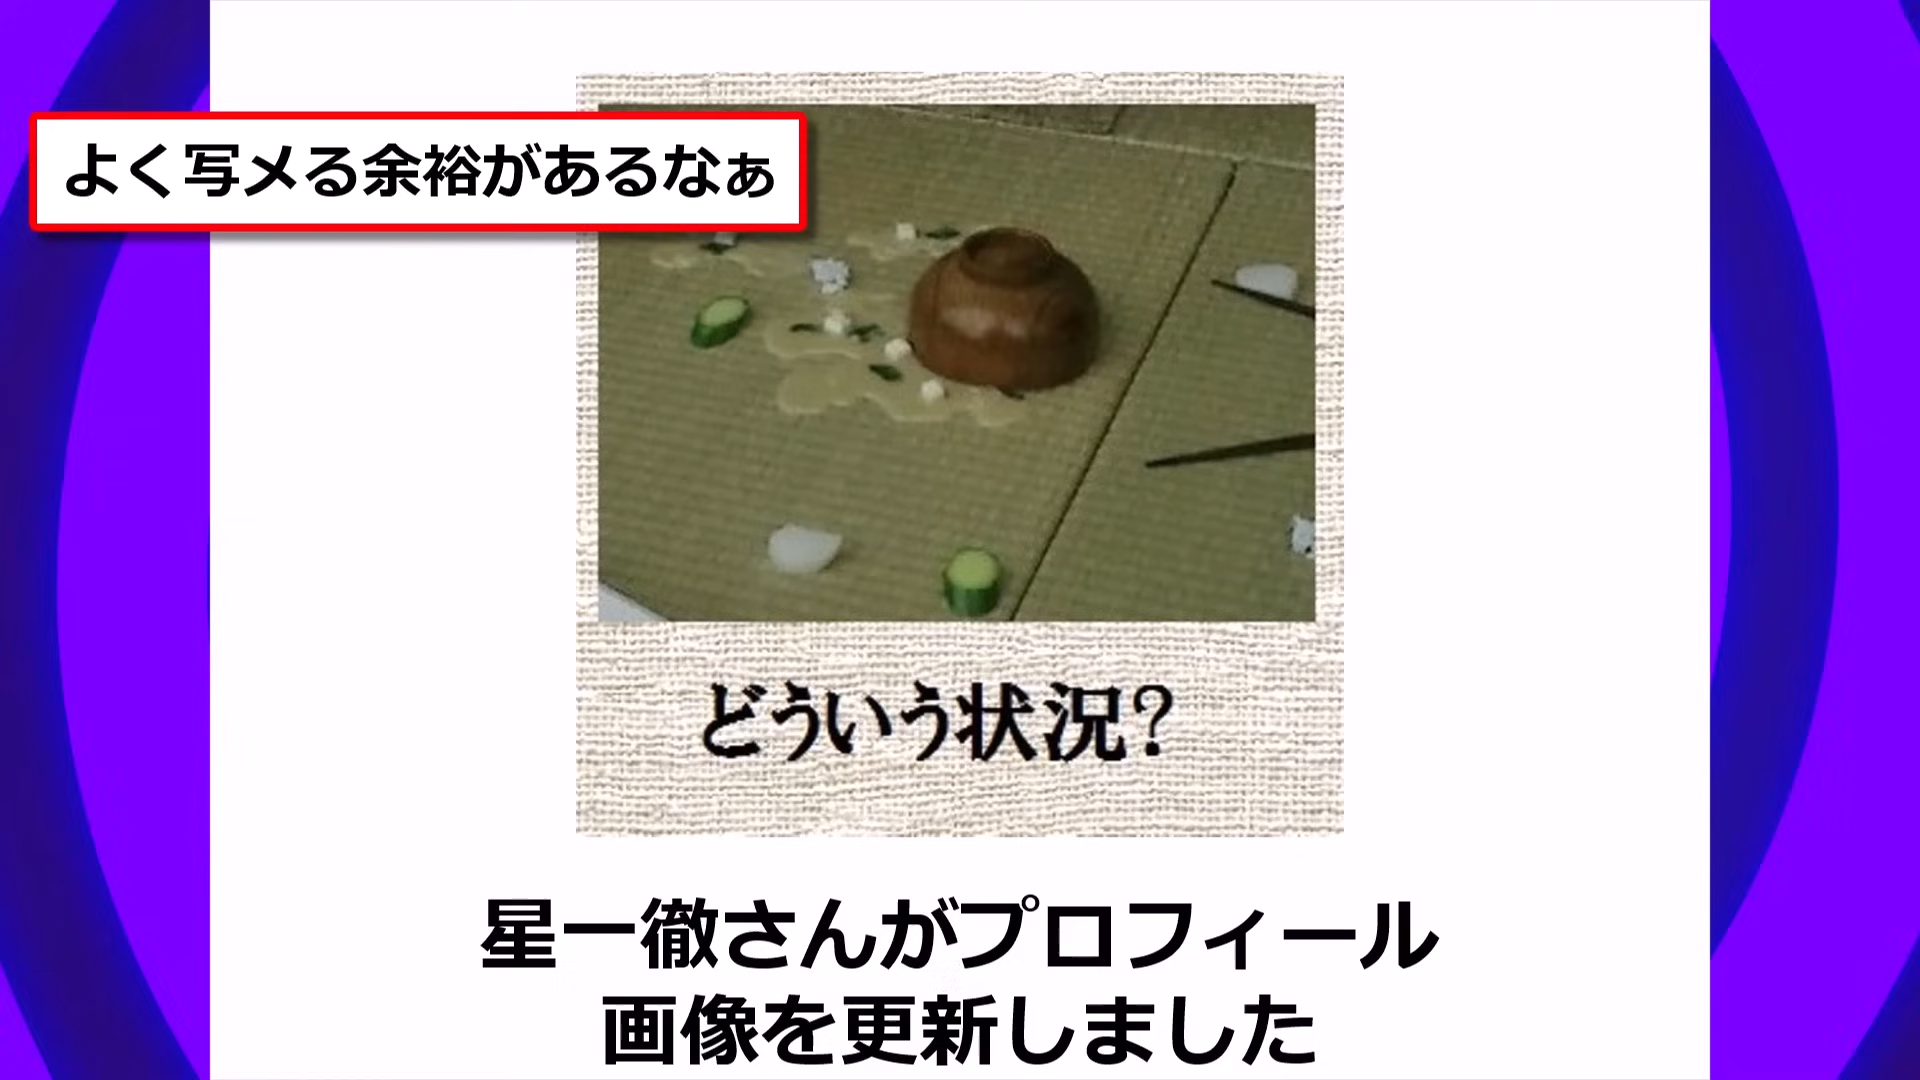 よく写メる余裕があるなぁ
どういう状況?
星一徹さんがプロフィール
画像を更新しました